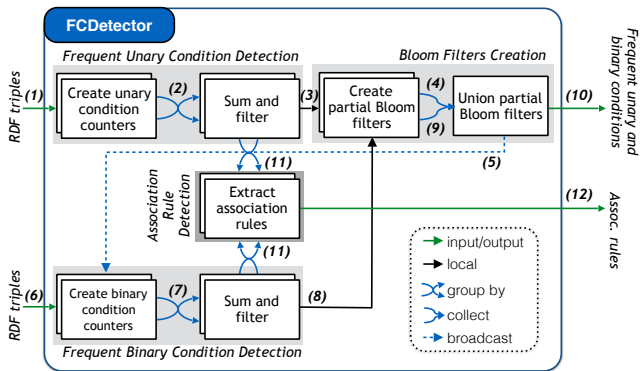 FCDetector
Frequent Unary Condition Detection
Bloom Filters Creation
(1)
RDF triples
Create unary
condition
counters
(2)
Sum and
filter
(3)
Create
partial Bloom
filters
(4)
(9)
Union partial
Bloom filters
(10)
Frequent unary and
binary conditions
(5)
(11)
Association
Rule
Detection
Extract
association
rules
(12)
Assoc. rules
(11)
(6)
RDF triples
Create binary
condition
counters
(7)
Sum and
filter
(8)
Frequent Binary Condition Detection
input/output
local
group by
collect
broadcast